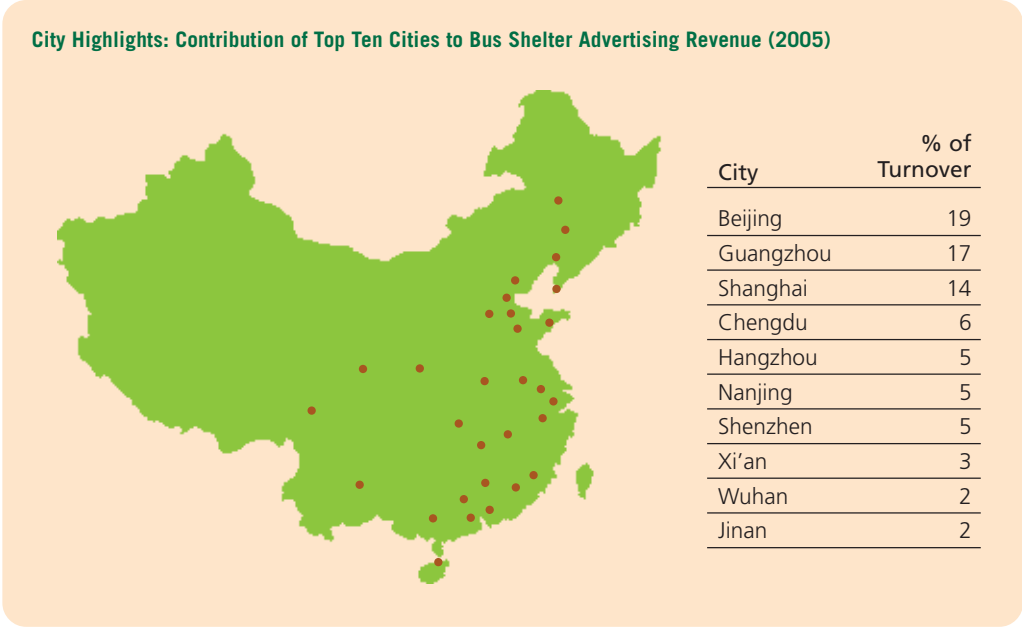 City Highlights: Contribution of Top Ten Cities to Bus Shelter Advertising Revenue (2005)
% of
City Turnover
Beijing 19
Guangzhou 17
Shanghai 14
Chengdu 6
Hangzhou 5
Nanjing 5
Shenzhen 5
Xi’an 3
Wuhan 2
Jinan 2